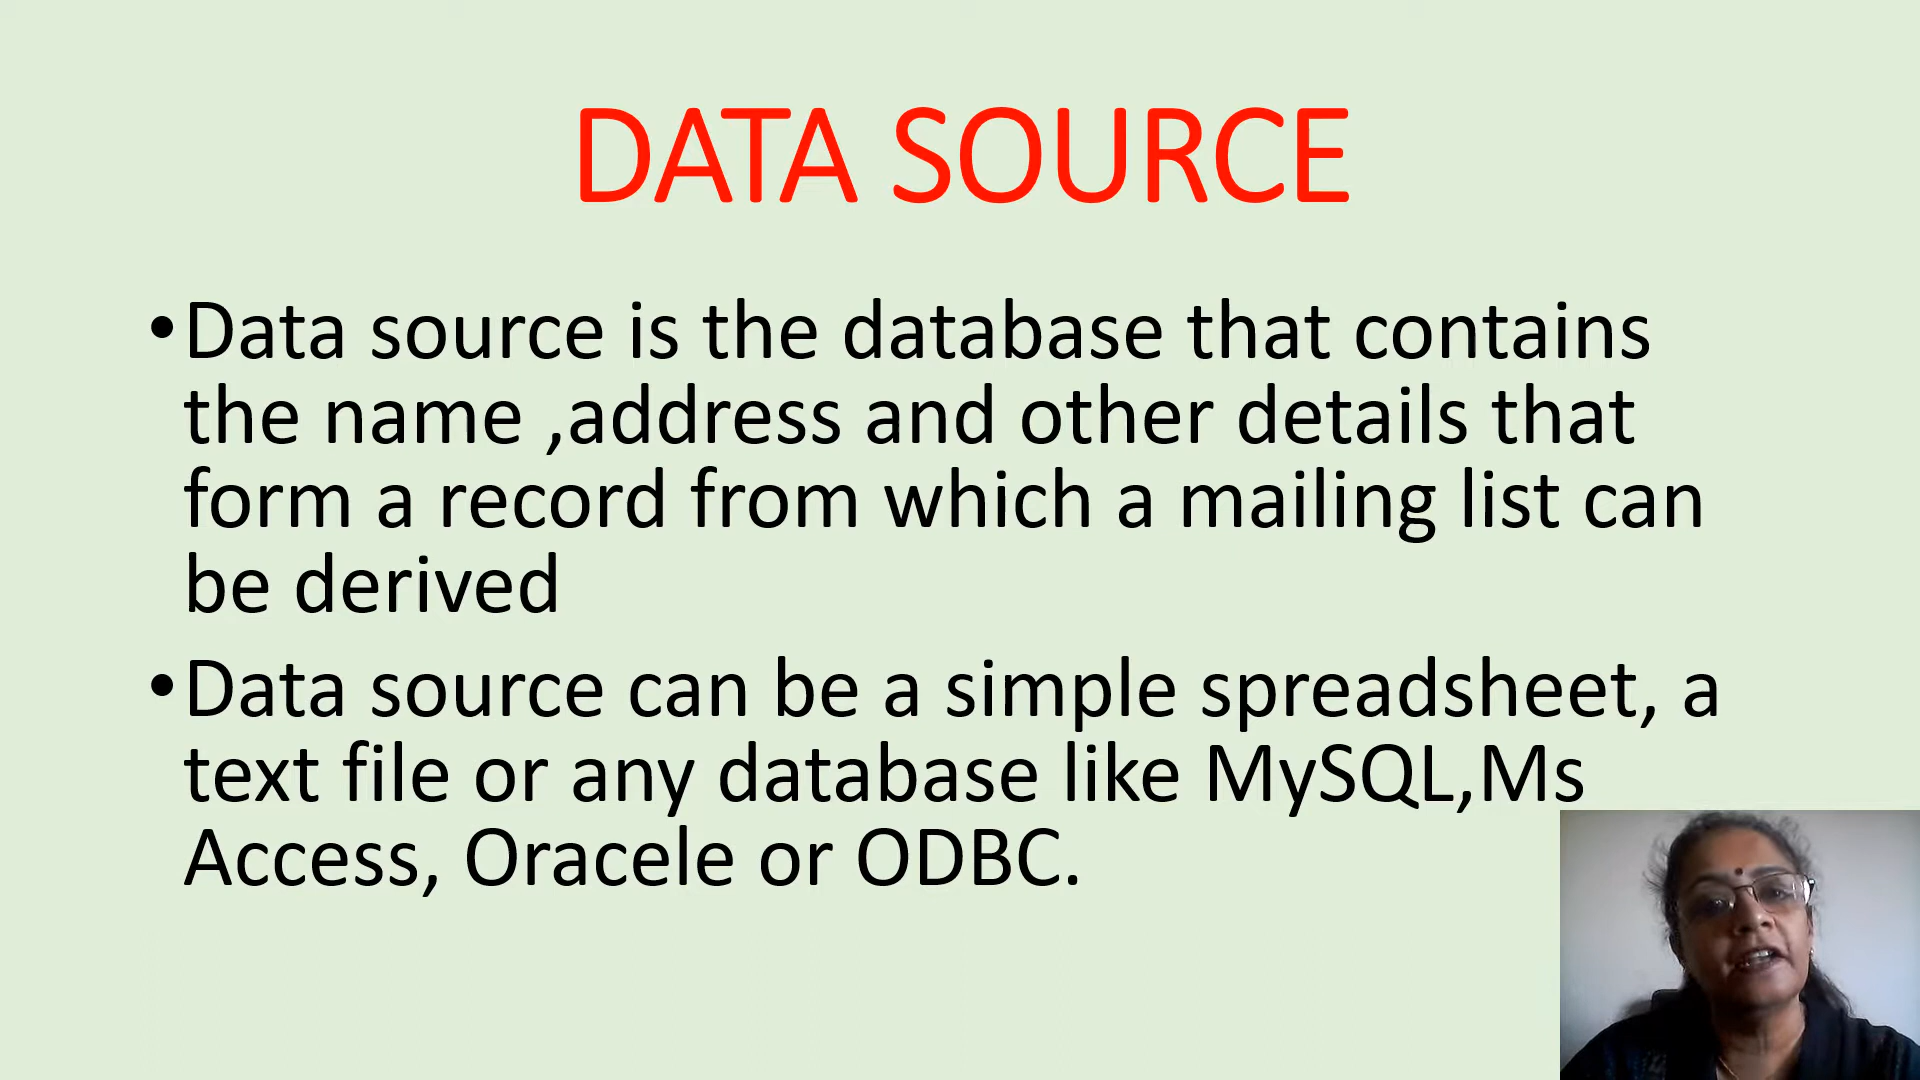 DATA SOURCE
•Data source is the database that contains
the name ,address and other details that
form a record from which a mailing list can
be derived
•Data source can be a simple spreadsheet, a
text file or any database like MySQL,Ms
Access, Oracele or ODBC.